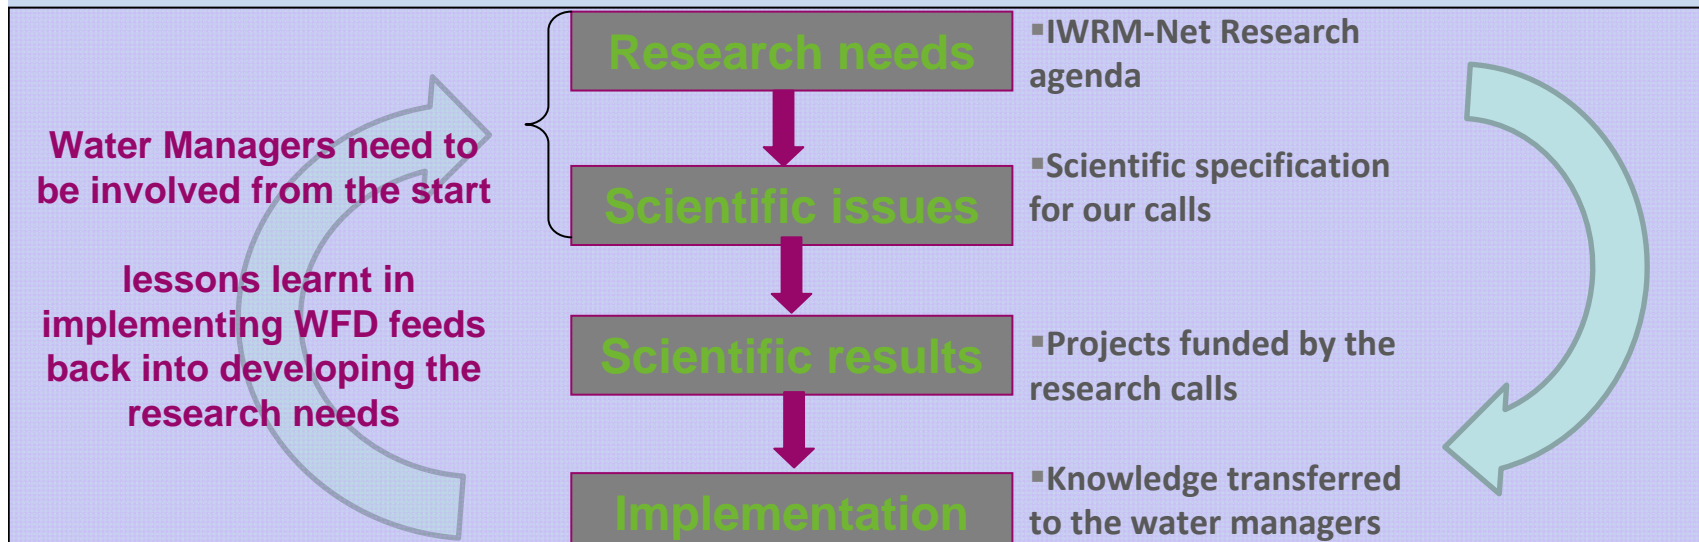 Water Managers need to
be involved from the start
lessons learnt in
implementing WFD feeds
back into developing the
research needs
Research needs
▪IWRM-Net Research
agenda
Scientific issues
▪Scientific specification
for our calls
Scientific results
▪Projects funded by the
research calls
Implementation
▪Knowledge transferred
to the water managers